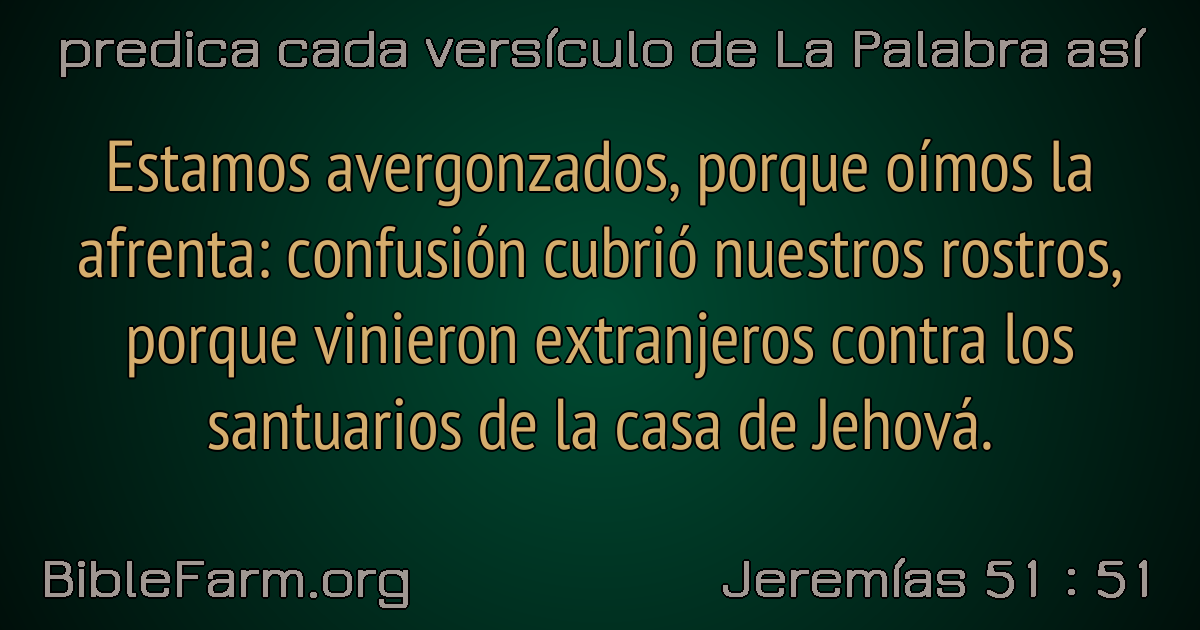 predica cada versículo de La Palabra así
Estamos avergonzados, porque oímos la
afrenta: confusión cubrió nuestros rostros,
porque vinieron extranjeros contra los
santuarios de la casa de Jehová.
BibleFarm.org
Jeremías 51 : 51